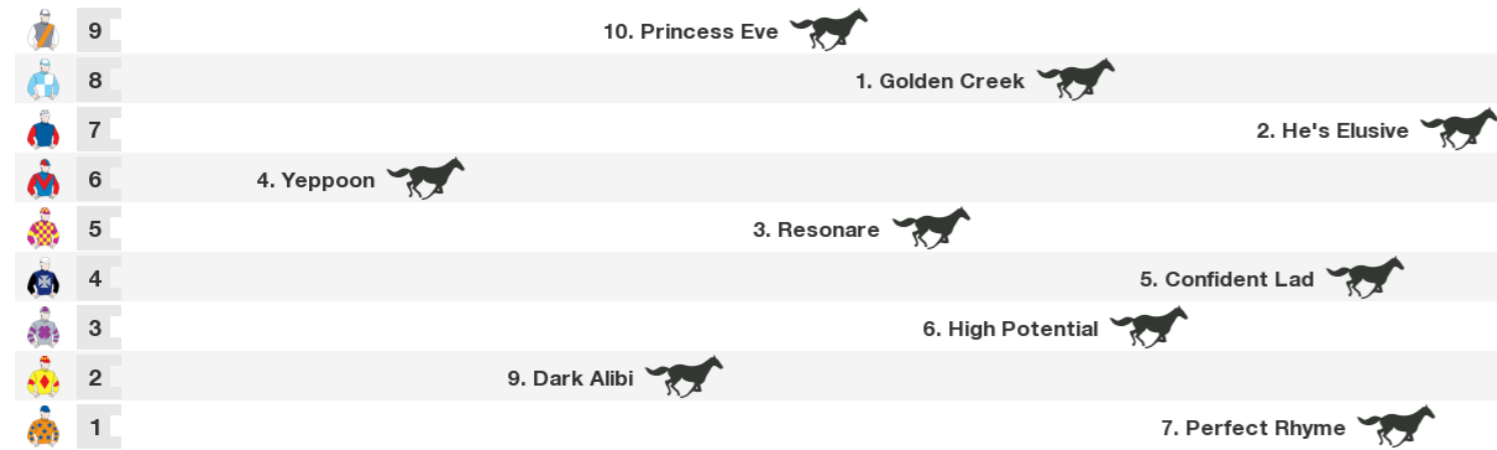 9 10. Princess Eve
8 1. Golden Creek
7 2. He's Elusive
6 4. Yeppoon
5 3. Resonare
4 5. Confident Lad
3 6. High Potential
2 9. Dark Alibi
1 7. Perfect Rhyme